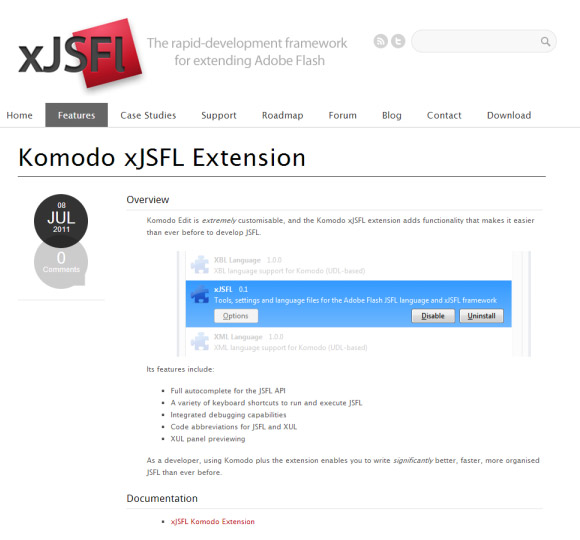 xJSFL
The rapid-development framework
for extending Adobe Flash
Home Features Case Studies Support Roadmap Forum Blog Contact Download
Komodo xJSFL Extension
08
JUL
2011
0
Comments
Overview
Komodo Edit is extremely customisable, and the Komodo xJSFL extension adds functionality that makes it easier
than ever before to develop JSFL.
XBL Language 1.0.0
XBL language support for Komodo (UDL-based)
xJSFL 0.1
Tools, settings and language files for the Adobe Flash JSFL language and xJSFL framework
Options Disable Uninstall
XML Language 1.0.0
XML language support for Komodo (UDL-based)
Its features include:
Full autocomplete for the JSFL API
A variety of keyboard shortcuts to run and execute JSFL
Integrated debugging capabilities
Code abbreviations for JSFL and XUL
XUL panel previewing
As a developer, using Komodo plus the extension enables you to write significantly better, faster, more organised
JSFL than ever before.
Documentation
xJSFL Komodo Extension